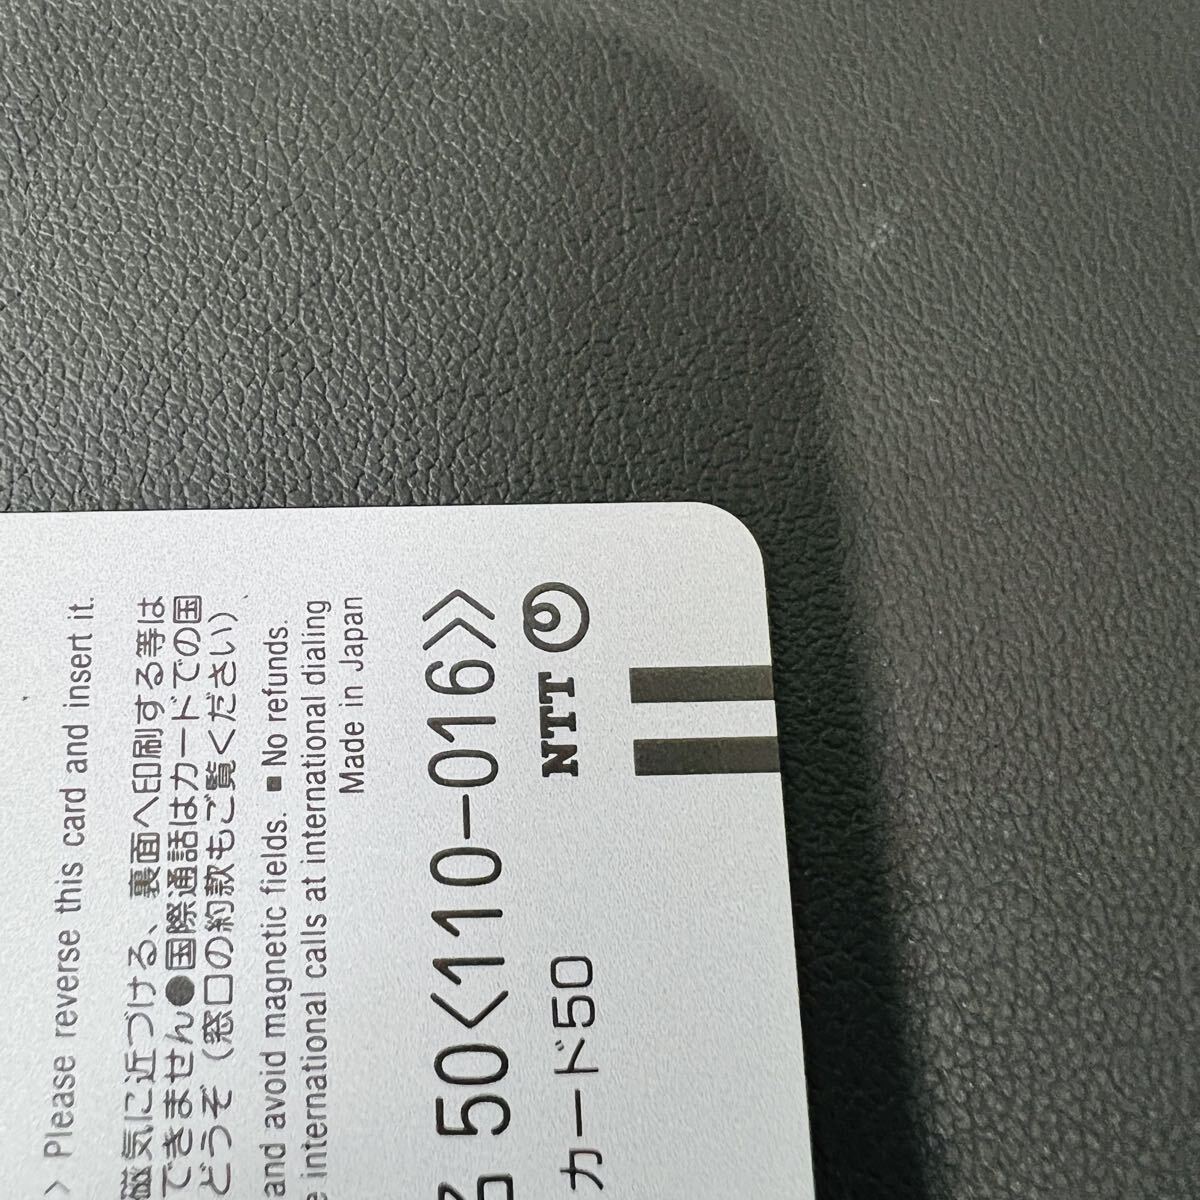 > Please reverse this card and insert it.
磁気に近づける、裏面へ印刷する等は
できません●国際通話はカードでの国
どうぞ（窓口の約款もご覧ください）
and avoid magnetic fields. ■ No refunds.
international calls at international dialing
Made in Japan
50<110-016>>
NTT
カード50